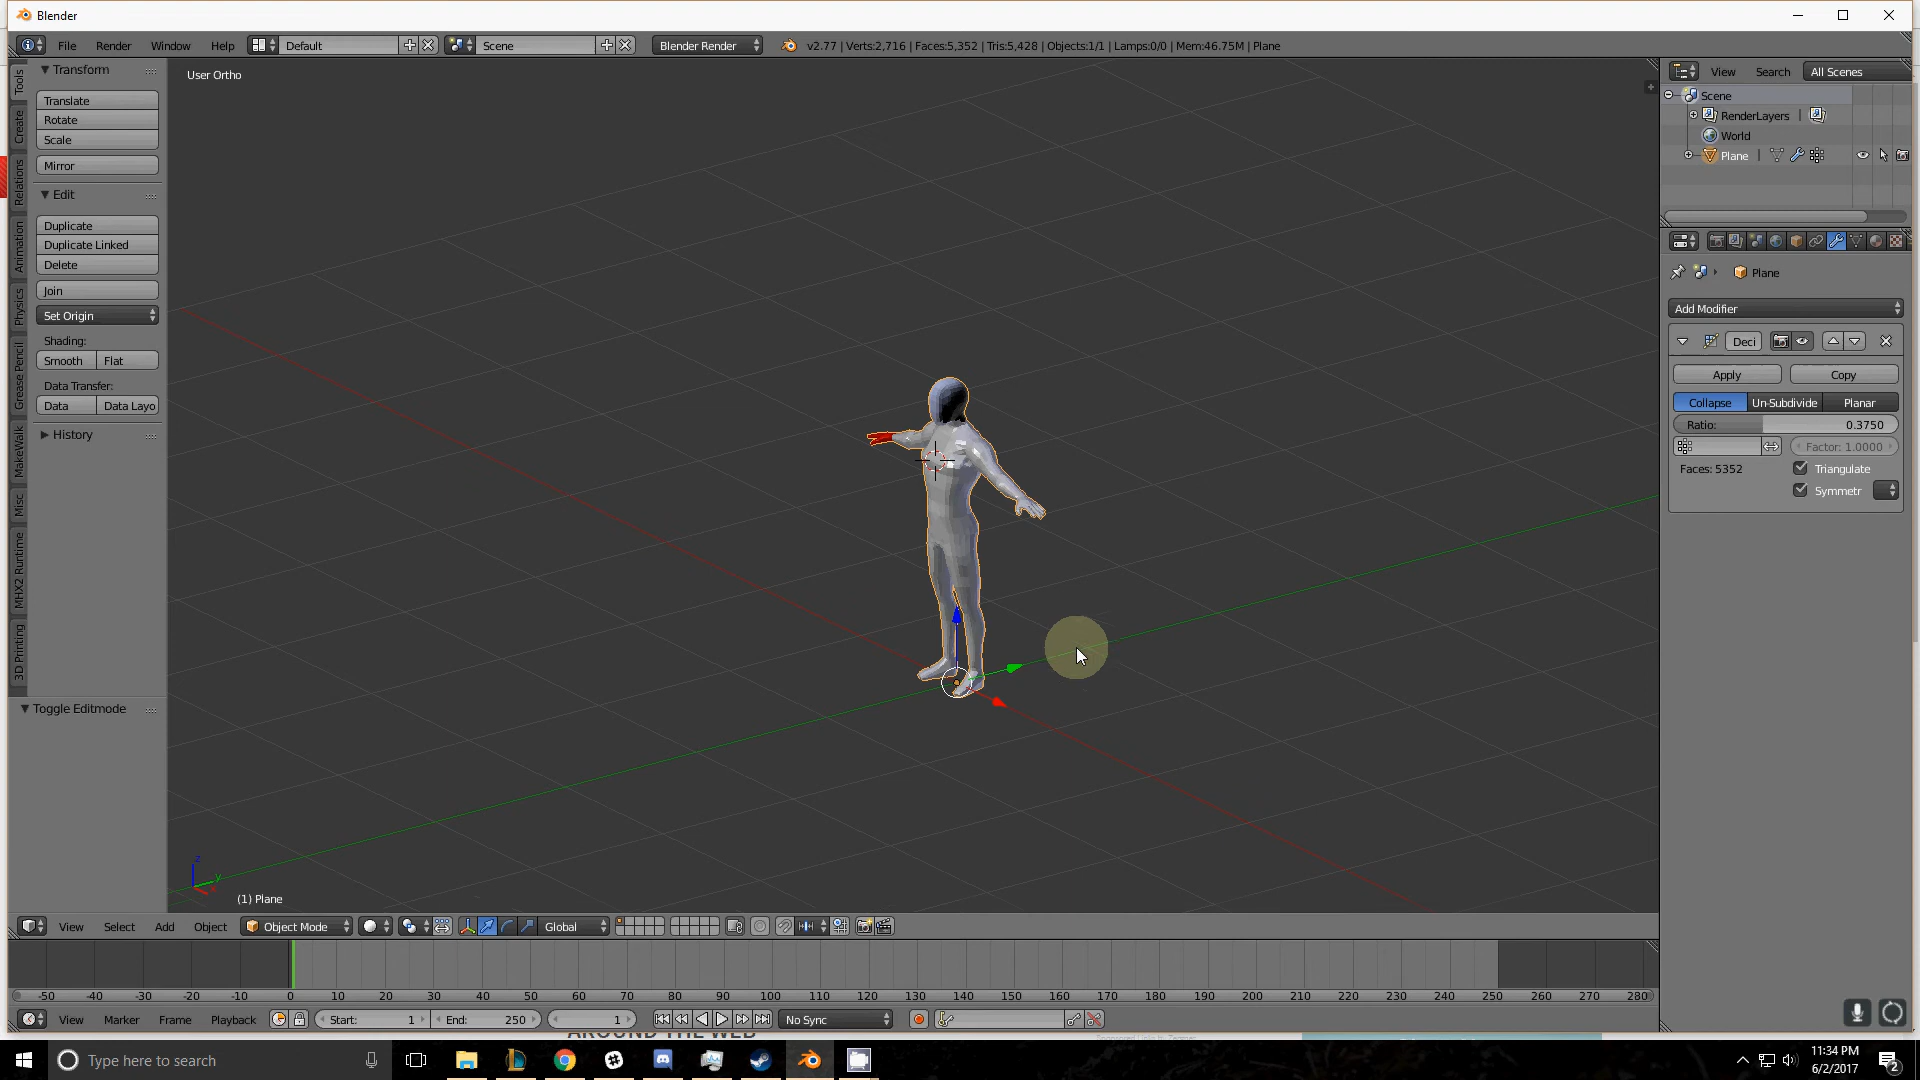 Blender
File Render Window Help Default Scene Blender Render v2.77 | Verts:2,716 | Faces:5,352 | Tris:5,428 | Objects:1/1 | Lamps:0/0 | Mem:46.75M | Plane
Tools
Create
Relations
Animation
Physics
Grease Pencil
MakeWalk
Misc
MHX2 Runtime
3D Printing
Transform
Translate
Rotate
Scale
Mirror
Edit
Duplicate
Duplicate Linked
Delete
Join
Set Origin
Shading:
Smooth Flat
Data Transfer:
Data Data Layo
History
Toggle Editmode
User Ortho
z
y
x
(1) Plane
View Search All Scenes
Scene
RenderLayers
World
Plane
Plane
Add Modifier
Deci
Apply Copy
Collapse Un-Subdivide Planar
Ratio: 0.3750
Factor: 1.0000
Faces: 5352 Triangulate
Symmetr
View Select Add Object Object Mode Global
-50 -40 -30 -20 -10 0 10 20 30 40 50 60 70 80 90 100 110 120 130 140 150 160 170 180 190 200 210 220 230 240 250 260 270 280
View Marker Frame Playback Start: 1 End: 250 1 No Sync
AROUND THE WEB
Type here to search
11:34 PM
6/2/2017
2